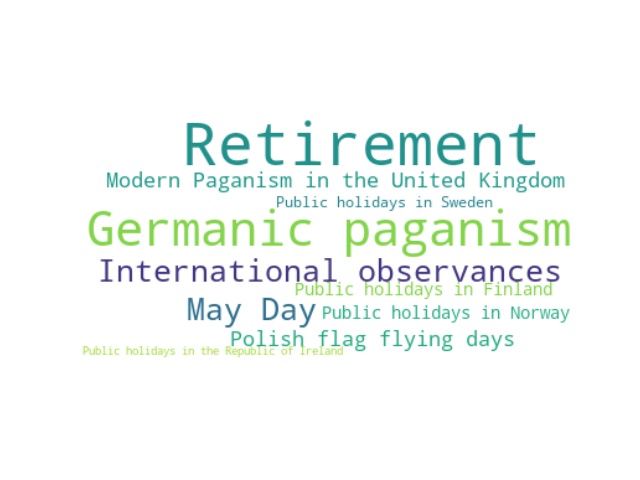 Retirement
Modern Paganism in the United Kingdom
Public holidays in Sweden
Germanic paganism
International observances
Public holidays in Finland
May Day
Public holidays in Norway
Polish flag flying days
Public holidays in the Republic of Ireland